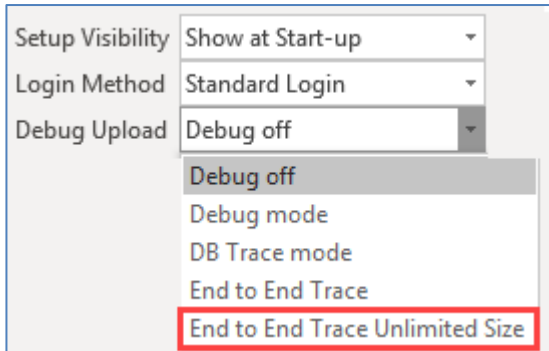 Setup Visibility Show at Start-up
Login Method Standard Login
Debug Upload Debug off
Debug off
Debug mode
DB Trace mode
End to End Trace
End to End Trace Unlimited Size